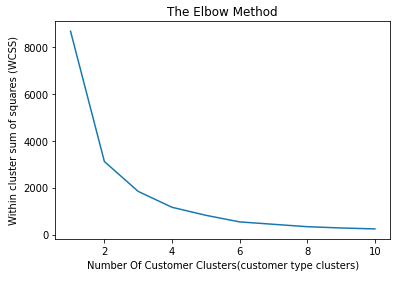 The Elbow Method
Within cluster sum of squares (WCSS)
8000
6000
4000
2000
0
2 4 6 8 10
Number Of Customer Clusters(customer type clusters)